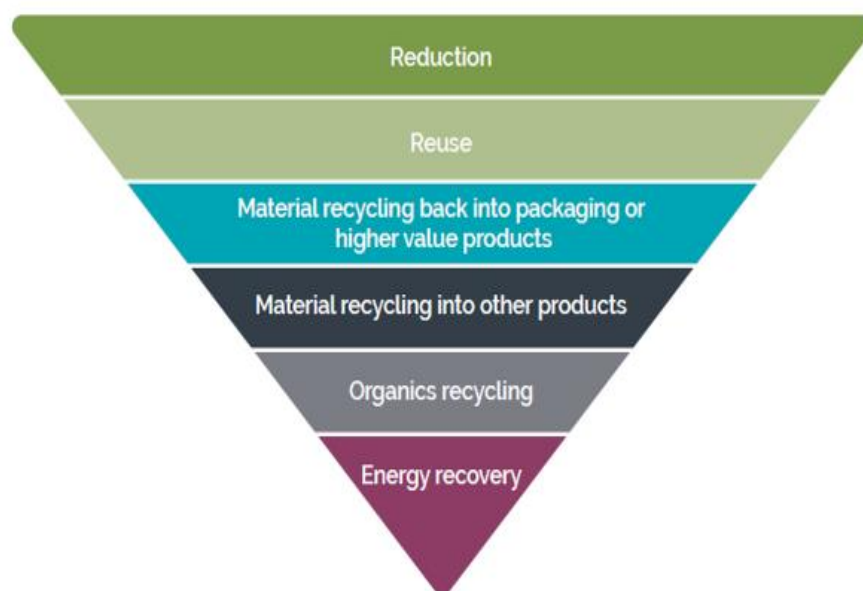 Reduction
Reuse
Material recycling back into packaging or
higher value products
Material recycling into other products
Organics recycling
Energy recovery